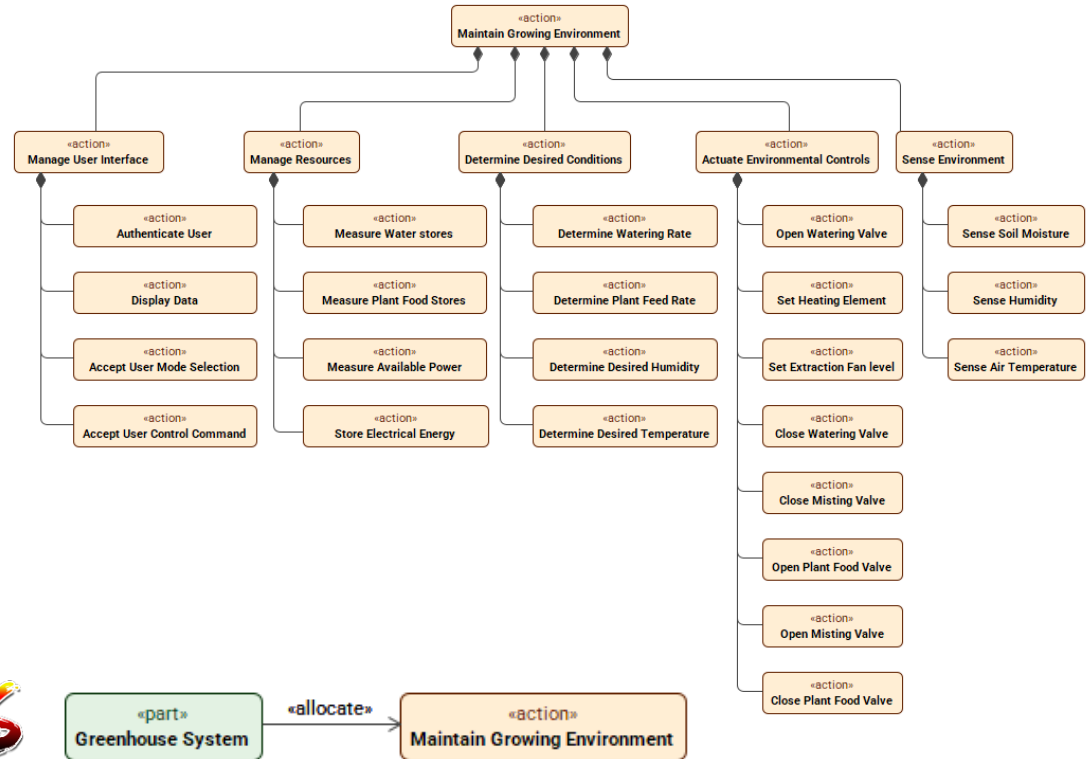 «action»
Maintain Growing Environment
«action»
Manage User Interface
«action»
Manage Resources
«action»
Determine Desired Conditions
«action»
Actuate Environmental Controls
«action»
Sense Environment
«action»
Authenticate User
«action»
Display Data
«action»
Accept User Mode Selection
«action»
Accept User Control Command
«action»
Measure Water stores
«action»
Measure Plant Food Stores
«action»
Measure Available Power
«action»
Store Electrical Energy
«action»
Determine Watering Rate
«action»
Determine Plant Feed Rate
«action»
Determine Desired Humidity
«action»
Determine Desired Temperature
«action»
Open Watering Valve
«action»
Set Heating Element
«action»
Set Extraction Fan level
«action»
Close Watering Valve
«action»
Close Misting Valve
«action»
Open Plant Food Valve
«action»
Open Misting Valve
«action»
Close Plant Food Valve
«action»
Sense Soil Moisture
«action»
Sense Humidity
«action»
Sense Air Temperature
«part»
Greenhouse System
«allocate»
«action»
Maintain Growing Environment